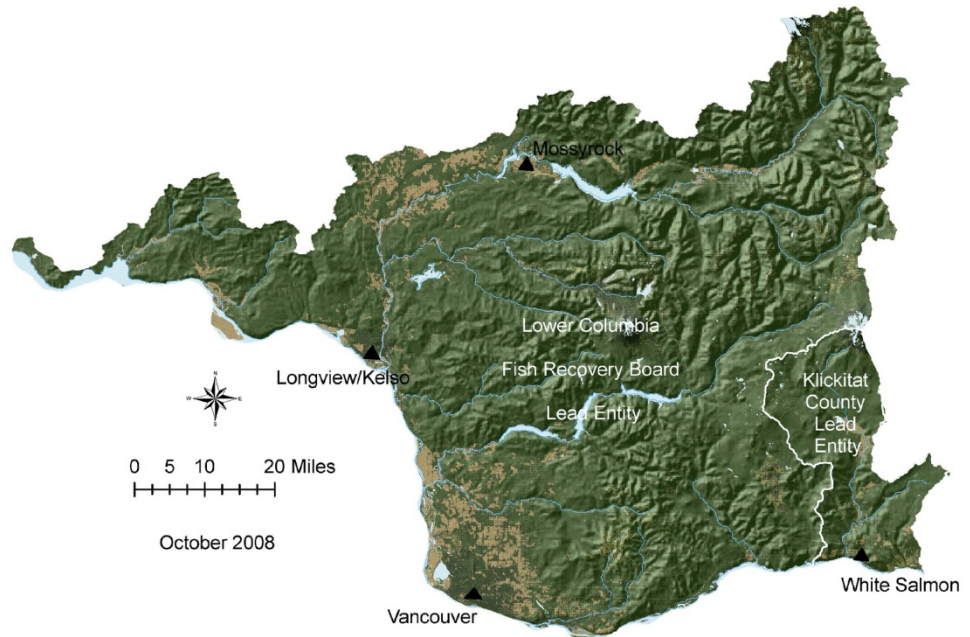 Mossyrock
Lower Columbia
Fish Recovery Board
Lead Entity
Longview/Kelso
Klickitat
County
Lead
Entity
N
W E
S
0 5 10 20 Miles
October 2008
White Salmon
Vancouver